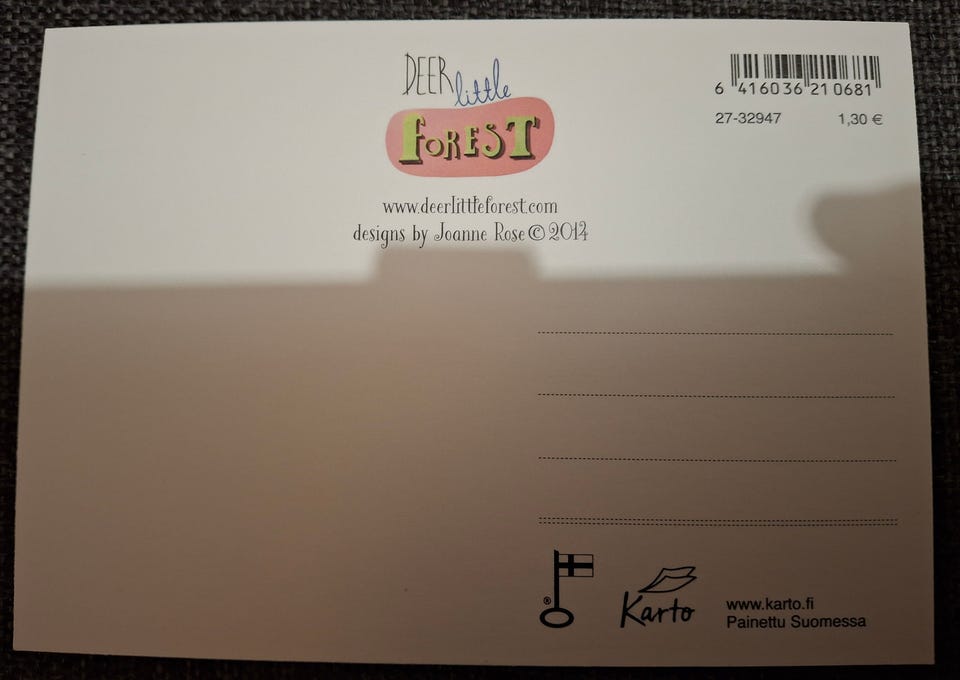 DEER
little
FOREST
www.deerlittleforest.com
designs by Joanne Rose © 2014
6 416036 210681
27-32947 1,30 €
®
Karto
www.karto.fi
Painettu Suomessa